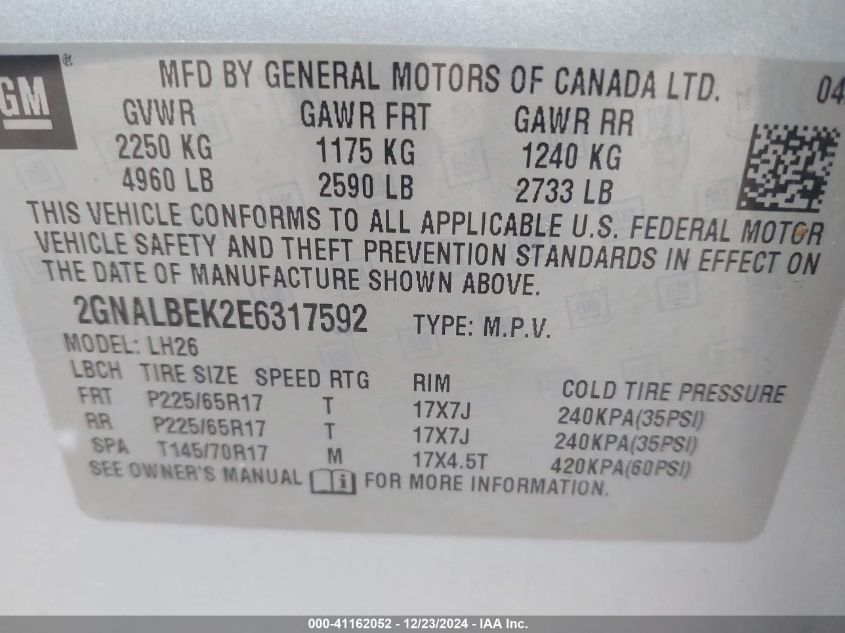 GM ®
MFD BY GENERAL MOTORS OF CANADA LTD. 04
GVWR GAWR FRT GAWR RR
2250 KG 1175 KG 1240 KG
4960 LB 2590 LB 2733 LB
THIS VEHICLE CONFORMS TO ALL APPLICABLE U.S. FEDERAL MOTOR
VEHICLE SAFETY AND THEFT PREVENTION STANDARDS IN EFFECT ON
THE DATE OF MANUFACTURE SHOWN ABOVE.
2GNALBEK2E6317592 TYPE: M.P.V.
MODEL: LH26
LBCH TIRE SIZE SPEED RTG RIM COLD TIRE PRESSURE
FRT P225/65R17 T 17X7J 240KPA(35PSI)
RR P225/65R17 T 17X7J 240KPA(35PSI)
SPA T145/70R17 M 17X4.5T 420KPA(60PSI)
SEE OWNER'S MANUAL FOR MORE INFORMATION.
000-41162052 - 12/23/2024 - IAA Inc.